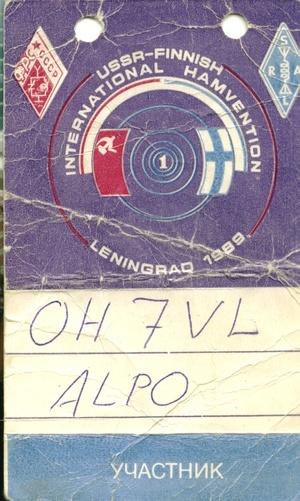 USSR-FINNISH
INTERNATIONAL HAMVENTION
1
LENINGRAD 1989
OH 7VL
ALPO
УЧАСТНИК